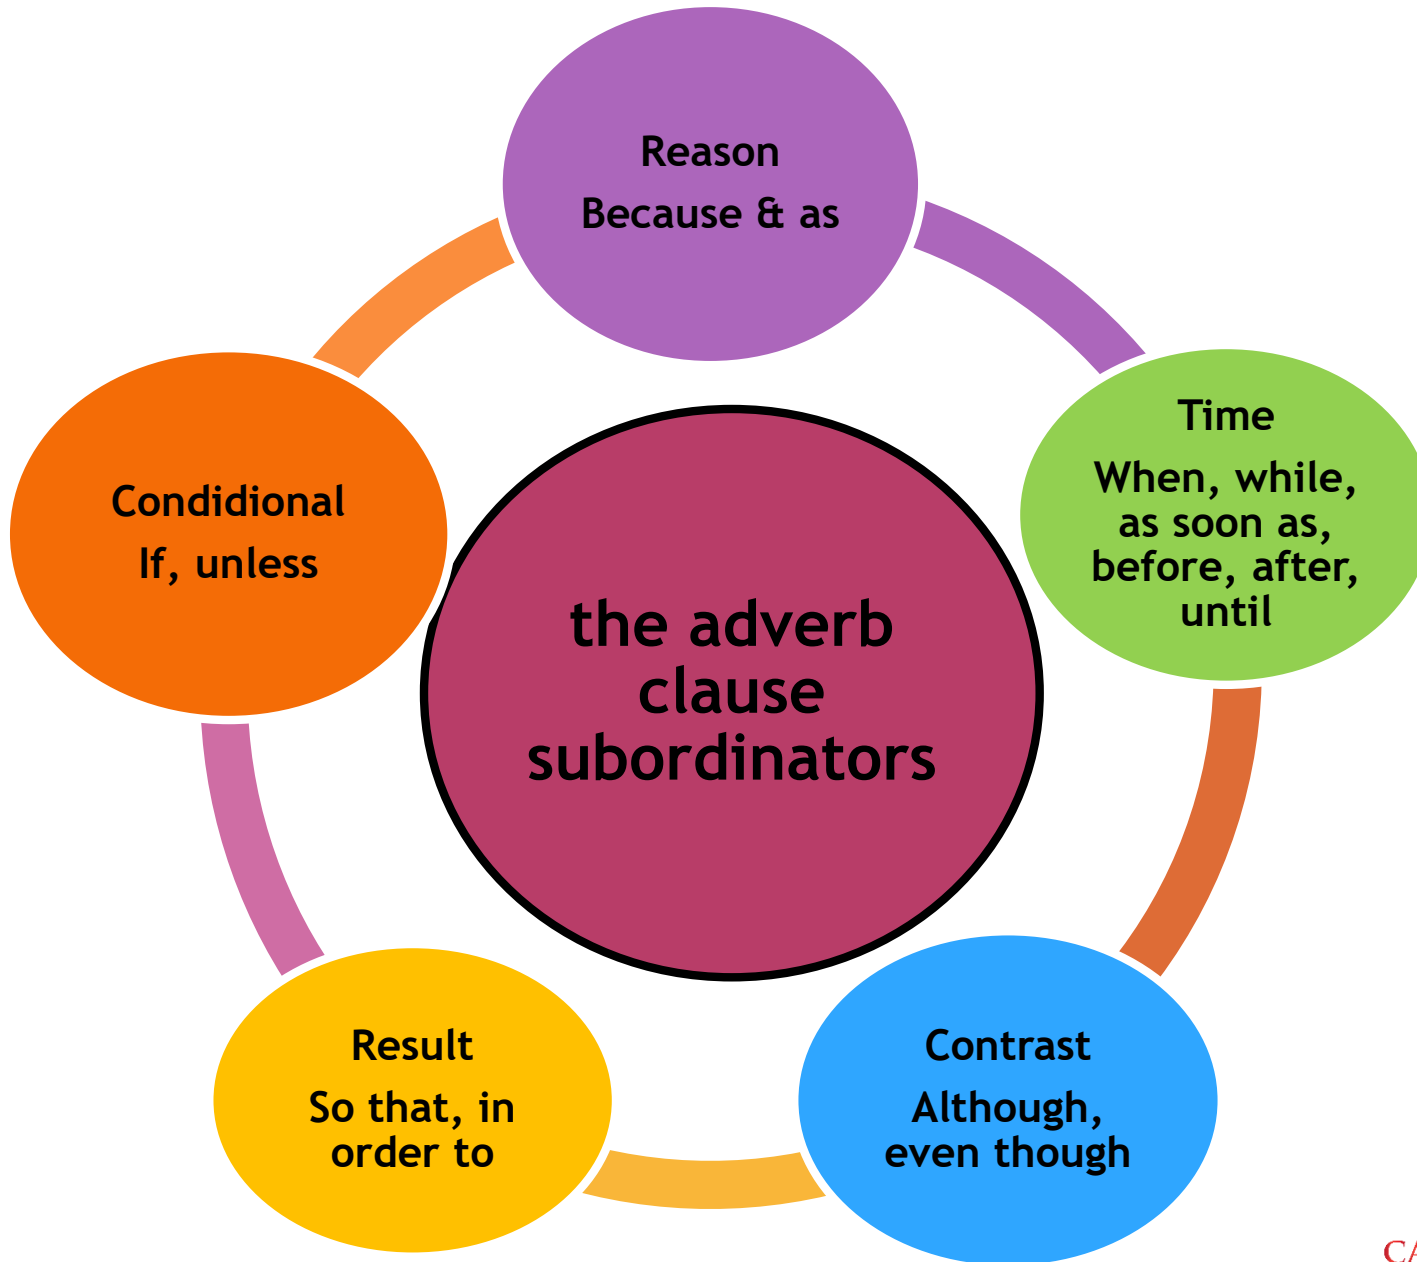 Reason
Because & as
Time
When, while,
as soon as,
before, after,
until
Condidional
If, unless
the adverb
clause
subordinators
Result
So that, in
order to
Contrast
Although,
even though
CA